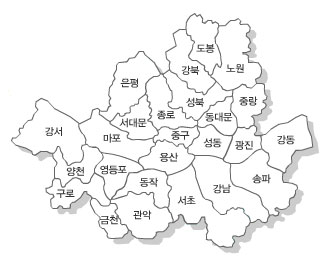 도봉
노원
강북
은평
성북
중랑
서대문
종로
동대문
강서
마포
중구
성동
광진
강동
용산
양천
영등포
송파
동작
강남
구로
서초
금천
관악